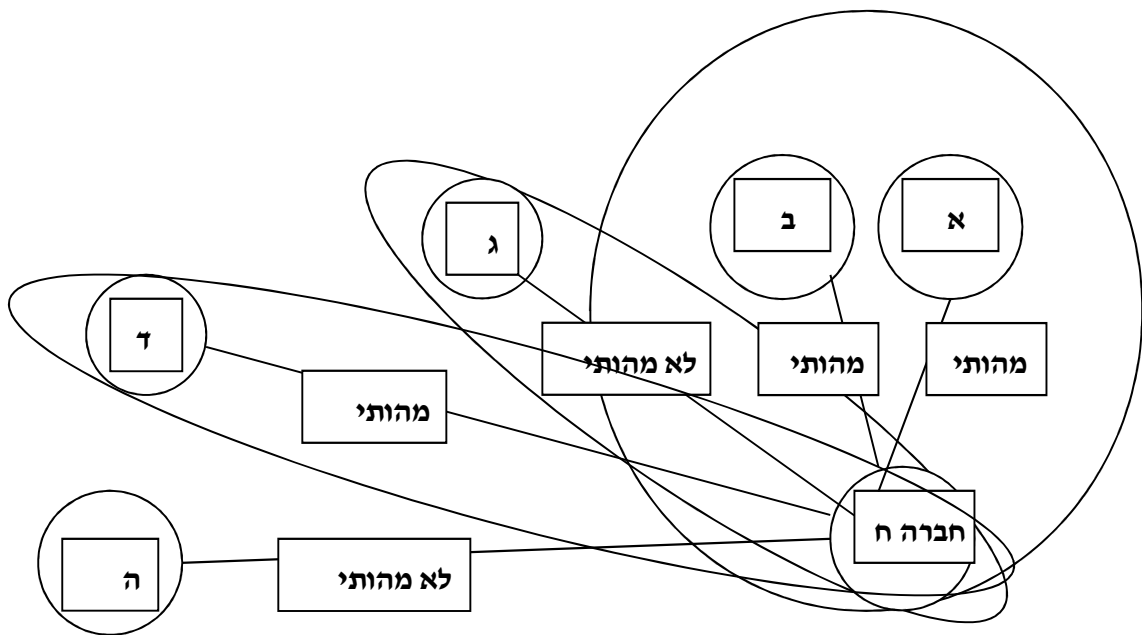 א
ב
ג
ד
מהותי
מהותי
לא מהותי
מהותי
חברה ח
לא מהותי
ה